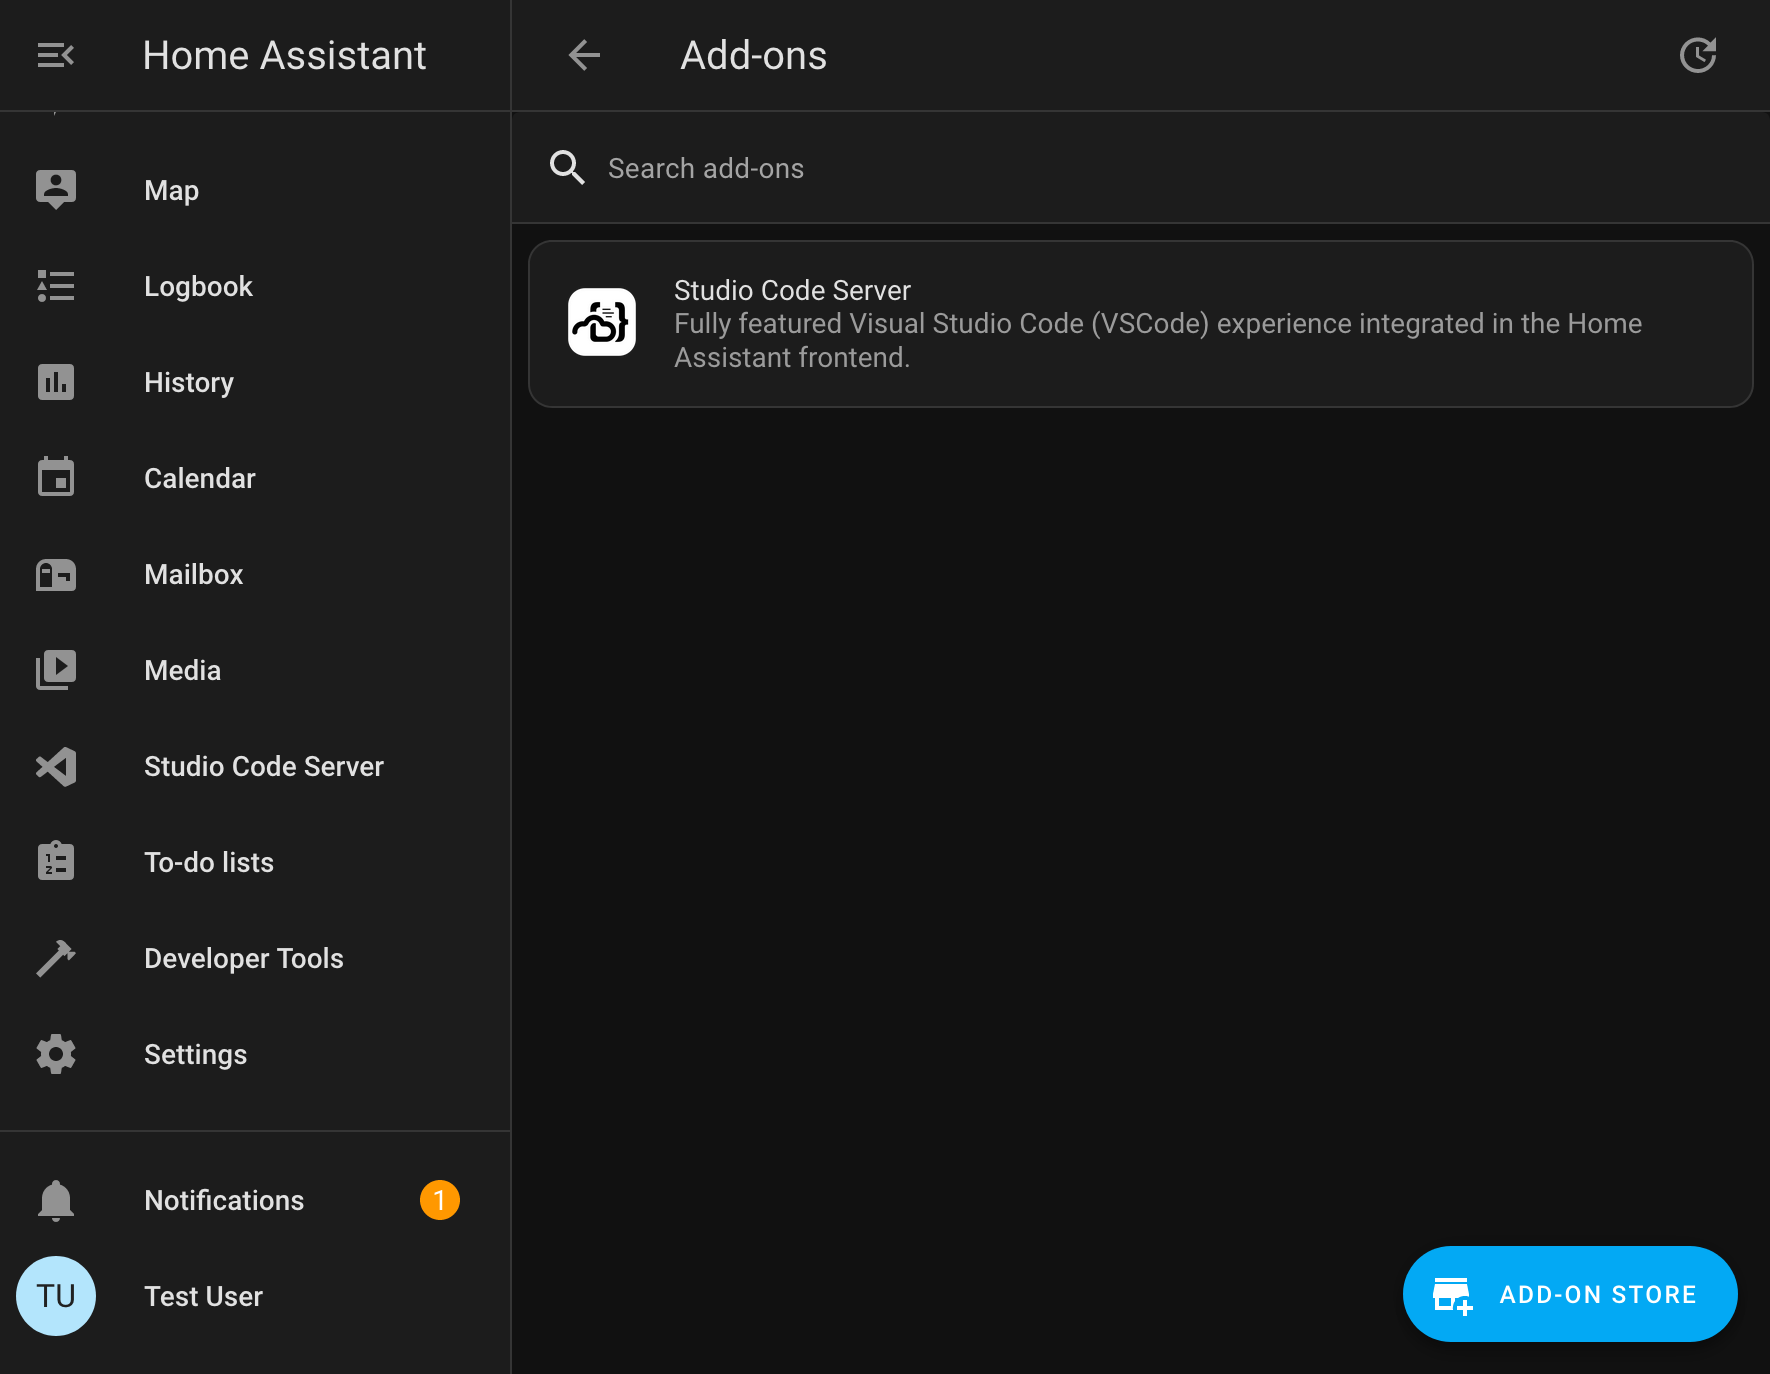 Home Assistant
Add-ons
Search add-ons
Map
Logbook
History
Calendar
Mailbox
Media
Studio Code Server
To-do lists
Developer Tools
Settings
Notifications
1
TU
Test User
Studio Code Server
Fully featured Visual Studio Code (VSCode) experience integrated in the Home
Assistant frontend.
ADD-ON STORE